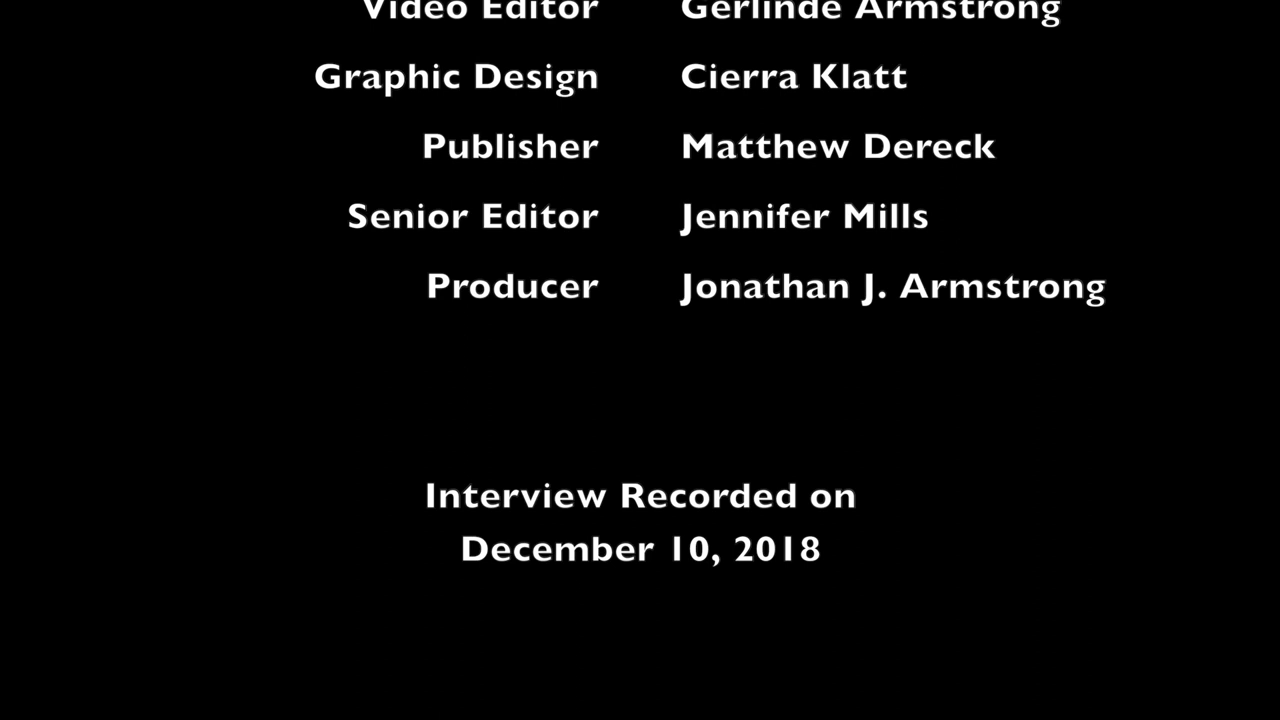 Video Editor Gerlinde Armstrong
Graphic Design Cierra Klatt
Publisher Matthew Dereck
Senior Editor Jennifer Mills
Producer Jonathan J. Armstrong
Interview Recorded on
December 10, 2018